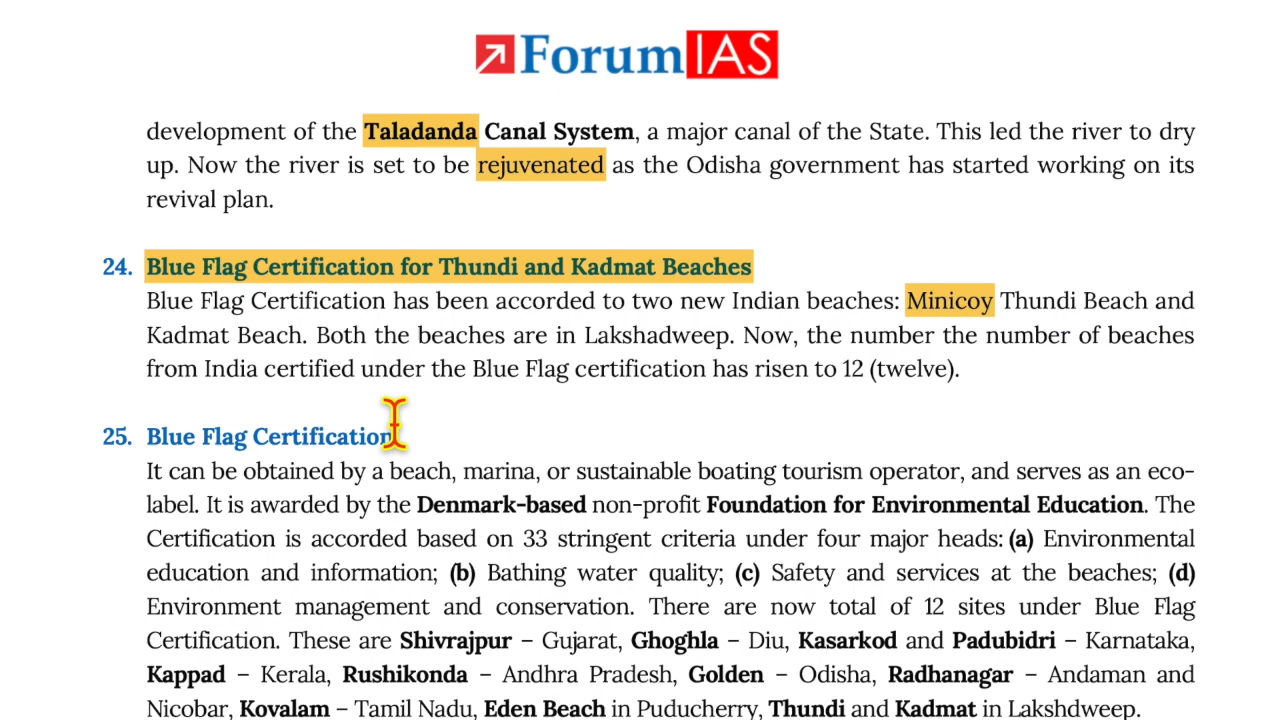 ForumIAS
development of the Taladanda Canal System, a major canal of the State. This led the river to dry
up. Now the river is set to be rejuvenated as the Odisha government has started working on its
revival plan.
24. Blue Flag Certification for Thundi and Kadmat Beaches
Blue Flag Certification has been accorded to two new Indian beaches: Minicoy Thundi Beach and
Kadmat Beach. Both the beaches are in Lakshadweep. Now, the number the number of beaches
from India certified under the Blue Flag certification has risen to 12 (twelve).
25. Blue Flag Certification
It can be obtained by a beach, marina, or sustainable boating tourism operator, and serves as an eco-
label. It is awarded by the Denmark-based non-profit Foundation for Environmental Education. The
Certification is accorded based on 33 stringent criteria under four major heads: (a) Environmental
education and information; (b) Bathing water quality; (c) Safety and services at the beaches; (d)
Environment management and conservation. There are now total of 12 sites under Blue Flag
Certification. These are Shivrajpur – Gujarat, Ghoghla – Diu, Kasarkod and Padubidri – Karnataka,
Kappad – Kerala, Rushikonda – Andhra Pradesh, Golden – Odisha, Radhanagar – Andaman and
Nicobar, Kovalam – Tamil Nadu, Eden Beach in Puducherry, Thundi and Kadmat in Lakshdweep.